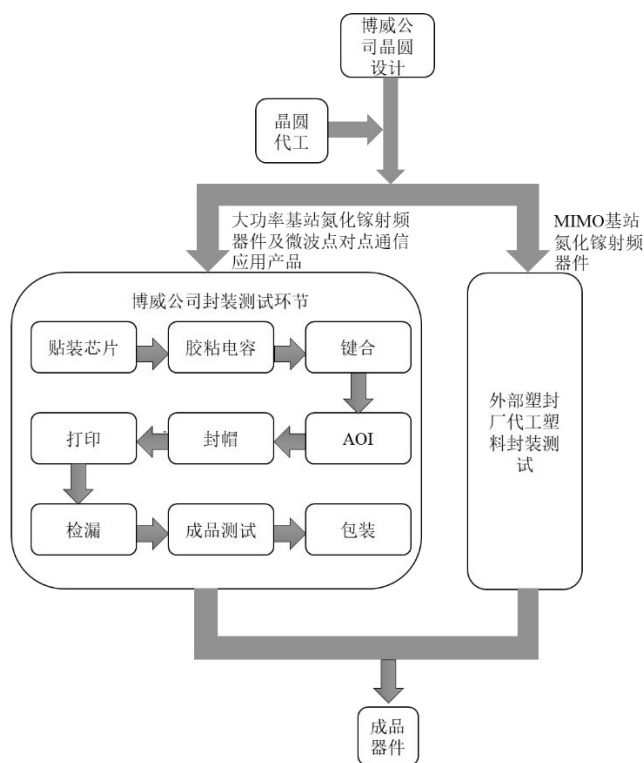 博威公
司晶圆
设计
晶圆
代工
大功率基站氮化镓射频
器件及微波点对点通信
应用产品
MIMO基站
氮化镓射频
器件
博威公司封装测试环节
贴装芯片
胶粘电容
键合
打印
封帽
AOI
检漏
成品测试
包装
外部塑封
厂代工塑
料封装测
试
成品
器件